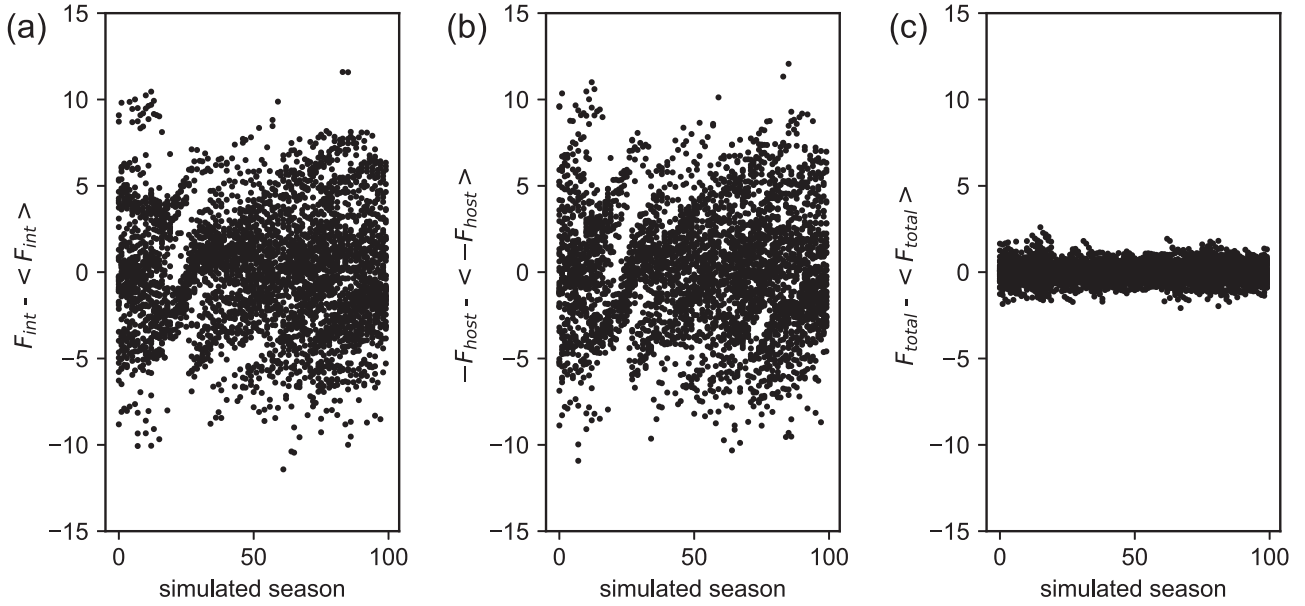 (a)
15
10
5
0
−5
−10
−15
F_int - < F_int >
0 50 100
simulated season
(b)
15
10
5
0
−5
−10
−15
−F_host - < −F_host >
0 50 100
simulated season
(c)
15
10
5
0
−5
−10
−15
F_total - < F_total >
0 50 100
simulated season